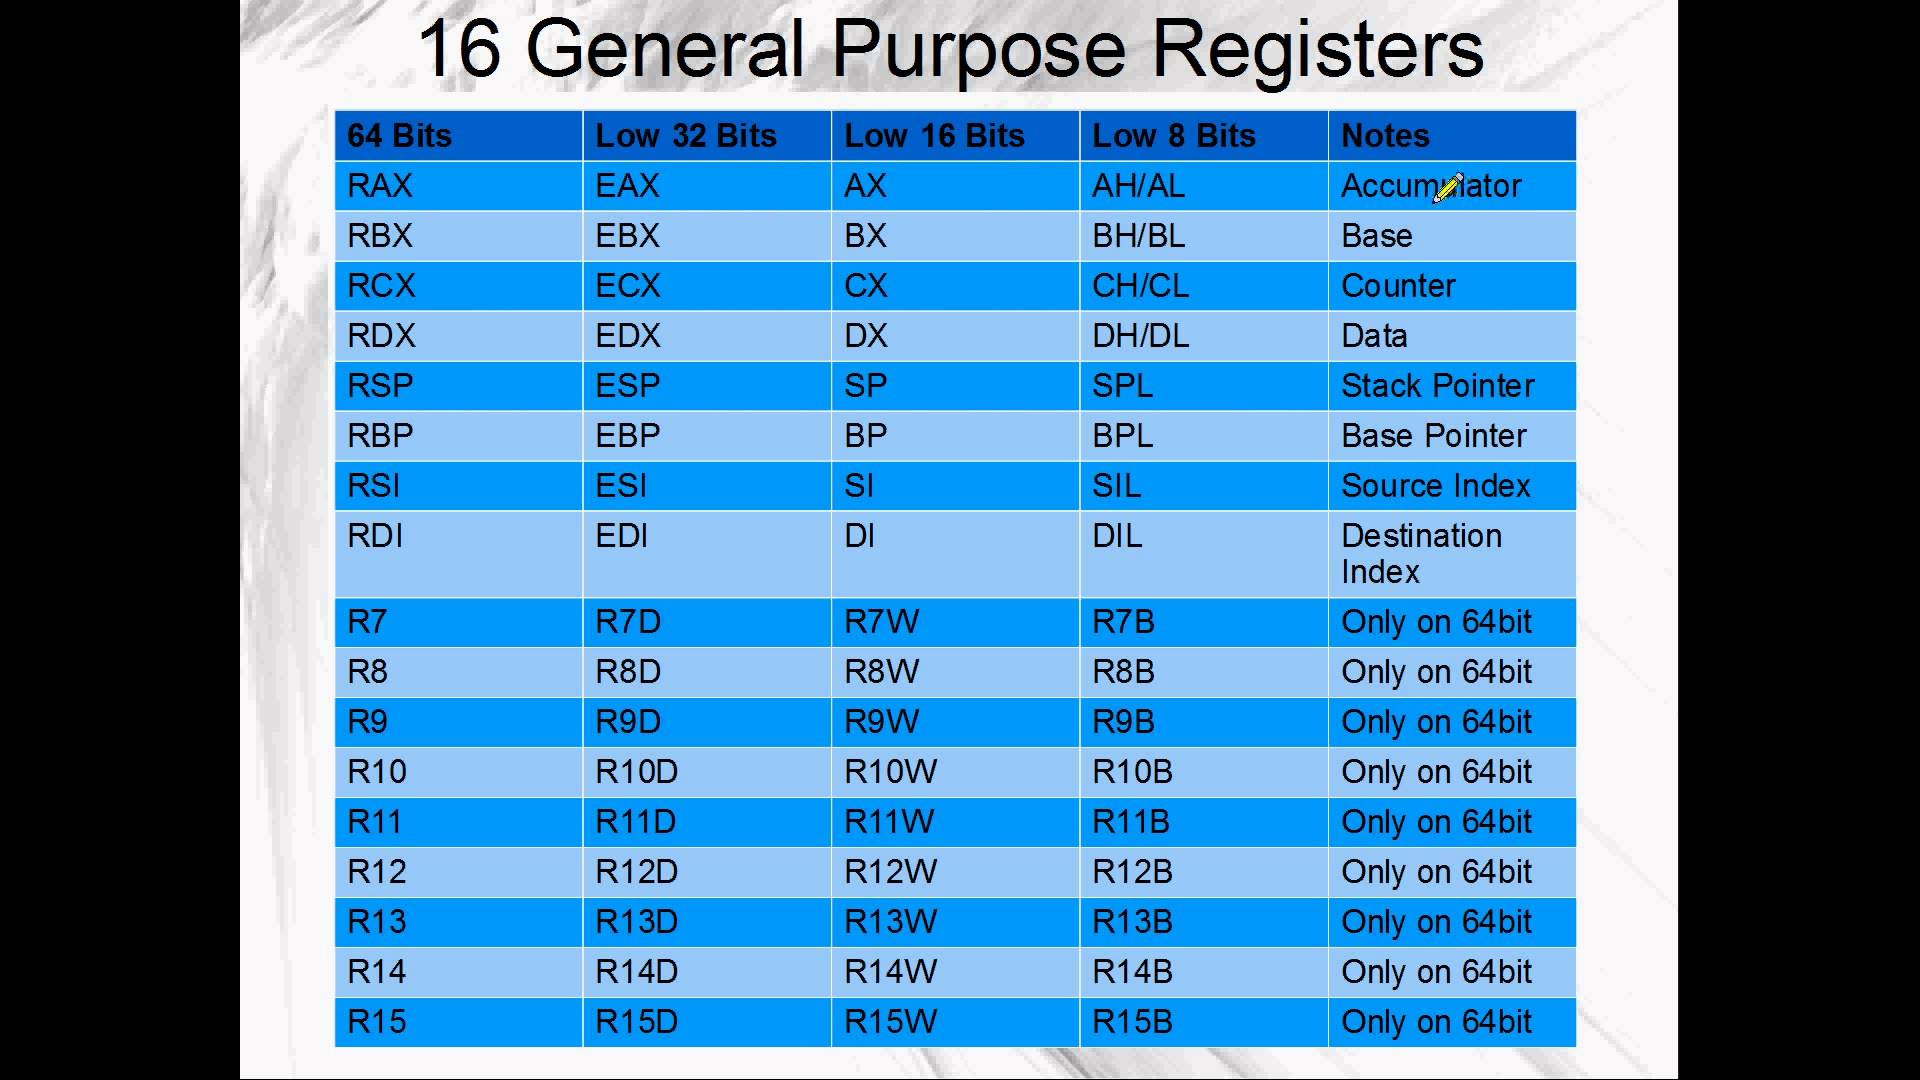 16 General Purpose Registers
64 Bits Low 32 Bits Low 16 Bits Low 8 Bits Notes
RAX EAX AX AH/AL Accumulator
RBX EBX BX BH/BL Base
RCX ECX CX CH/CL Counter
RDX EDX DX DH/DL Data
RSP ESP SP SPL Stack Pointer
RBP EBP BP BPL Base Pointer
RSI ESI SI SIL Source Index
RDI EDI DI DIL Destination
Index
R7 R7D R7W R7B Only on 64bit
R8 R8D R8W R8B Only on 64bit
R9 R9D R9W R9B Only on 64bit
R10 R10D R10W R10B Only on 64bit
R11 R11D R11W R11B Only on 64bit
R12 R12D R12W R12B Only on 64bit
R13 R13D R13W R13B Only on 64bit
R14 R14D R14W R14B Only on 64bit
R15 R15D R15W R15B Only on 64bit